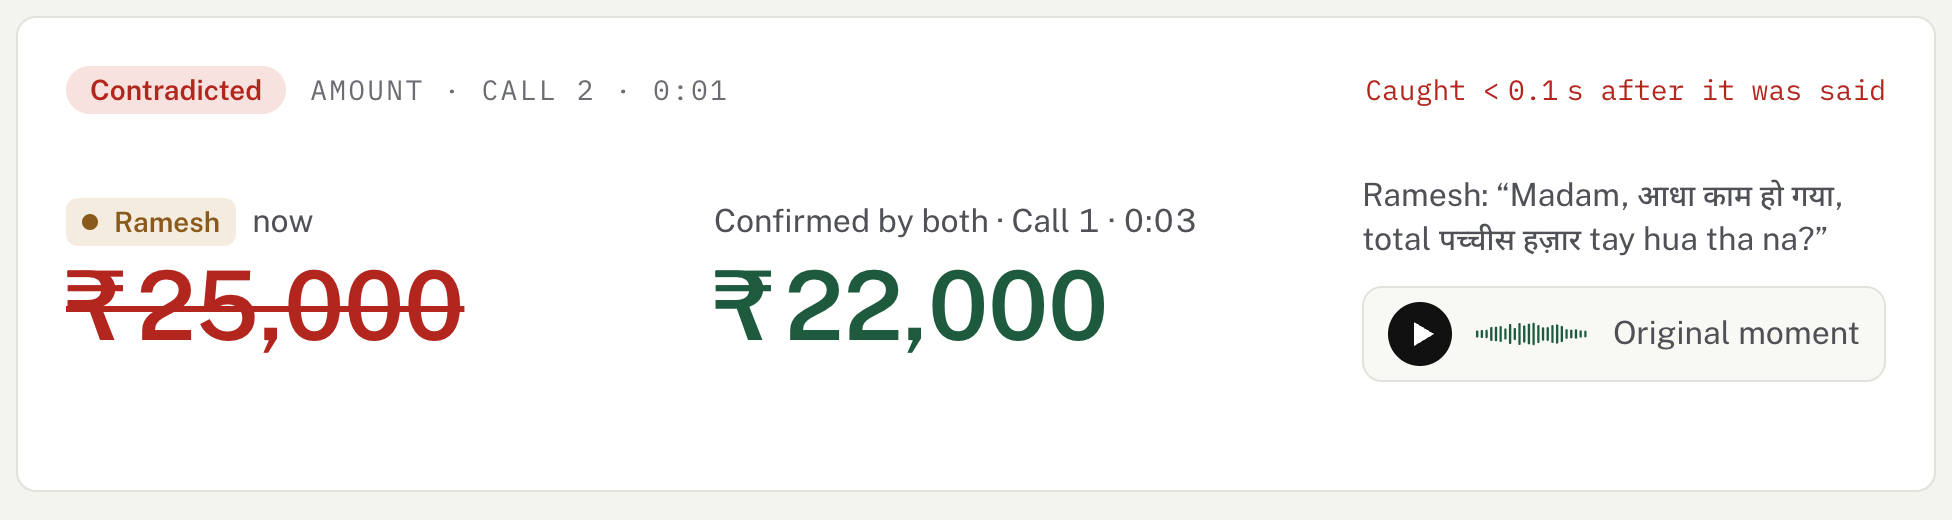 Contradicted AMOUNT · CALL 2 · 0:01
Caught <0.1s after it was said
Ramesh now
₹25,000
Confirmed by both · Call 1 · 0:03
₹22,000
Ramesh: “Madam, आधा काम हो गया,
total पच्चीस हज़ार tay hua tha na?”
Original moment